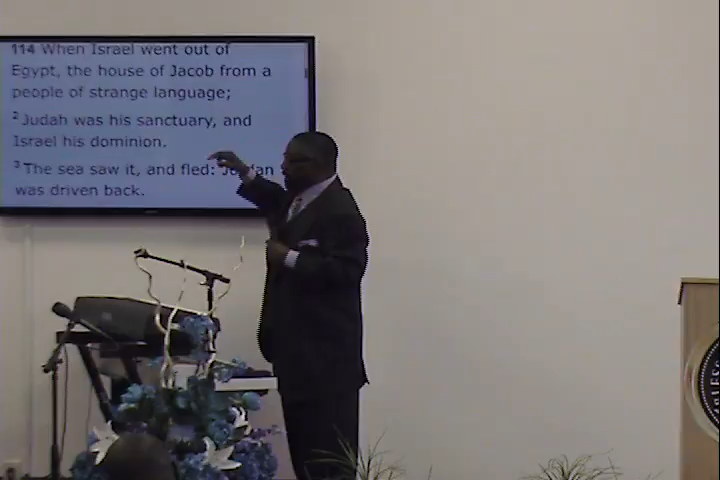 114 When Israel went out of
Egypt, the house of Jacob from a
people of strange language;
2 Judah was his sanctuary, and
Israel his dominion.
3 The sea saw it, and fled: Jordan
was driven back.